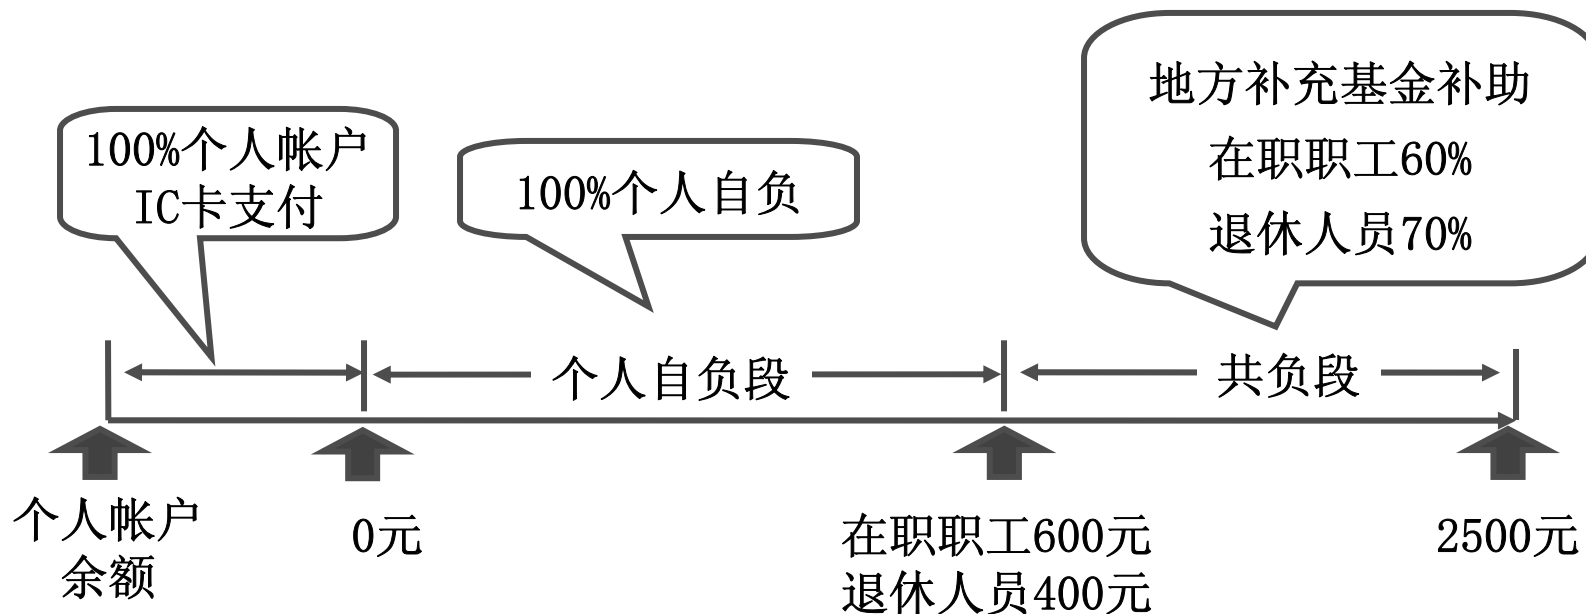 地方补充基金补助
在职职工60%
退休人员70%
100%个人帐户
IC卡支付
100%个人自负
个人自负段
共负段
个人帐户
余额
0元
在职职工600元
退休人员400元
2500元